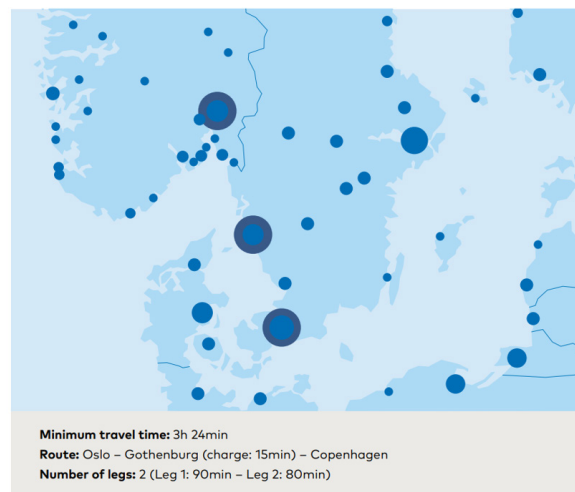 Minimum travel time: 3h 24min
Route: Oslo – Gothenburg (charge: 15min) – Copenhagen
Number of legs: 2 (Leg 1: 90min – Leg 2: 80min)